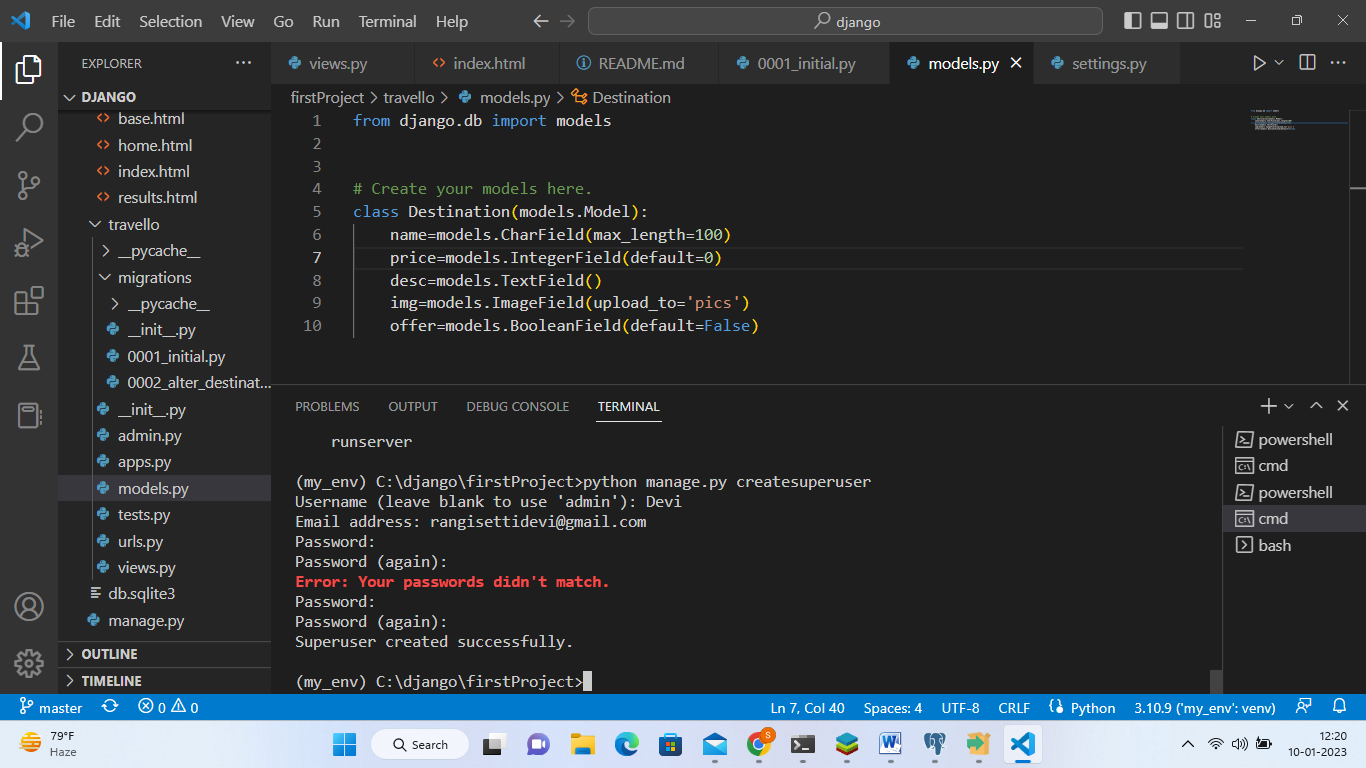 File Edit Selection View Go Run Terminal Help
django
EXPLORER
views.py index.html README.md 0001_initial.py models.py settings.py
DJANGO
base.html
home.html
index.html
results.html
travello
__pycache__
migrations
__pycache__
__init__.py
0001_initial.py
0002_alter_destinat...
__init__.py
admin.py
apps.py
models.py
tests.py
urls.py
views.py
db.sqlite3
manage.py
OUTLINE
TIMELINE
firstProject > travello > models.py > Destination
1 from django.db import models
2
3
4 # Create your models here.
5 class Destination(models.Model):
6 name=models.CharField(max_length=100)
7 price=models.IntegerField(default=0)
8 desc=models.TextField()
9 img=models.ImageField(upload_to='pics')
10 offer=models.BooleanField(default=False)
PROBLEMS OUTPUT DEBUG CONSOLE TERMINAL
runserver
(my_env) C:\django\firstProject>python manage.py createsuperuser
Username (leave blank to use 'admin'): Devi
Email address: rangisettidevi@gmail.com
Password:
Password (again):
Error: Your passwords didn't match.
Password:
Password (again):
Superuser created successfully.
(my_env) C:\django\firstProject>
powershell
cmd
powershell
cmd
bash
master 0 0 Ln 7, Col 40 Spaces: 4 UTF-8 CRLF Python 3.10.9 ('my_env': venv)
79°F
Haze
Search
S
12:20
10-01-2023